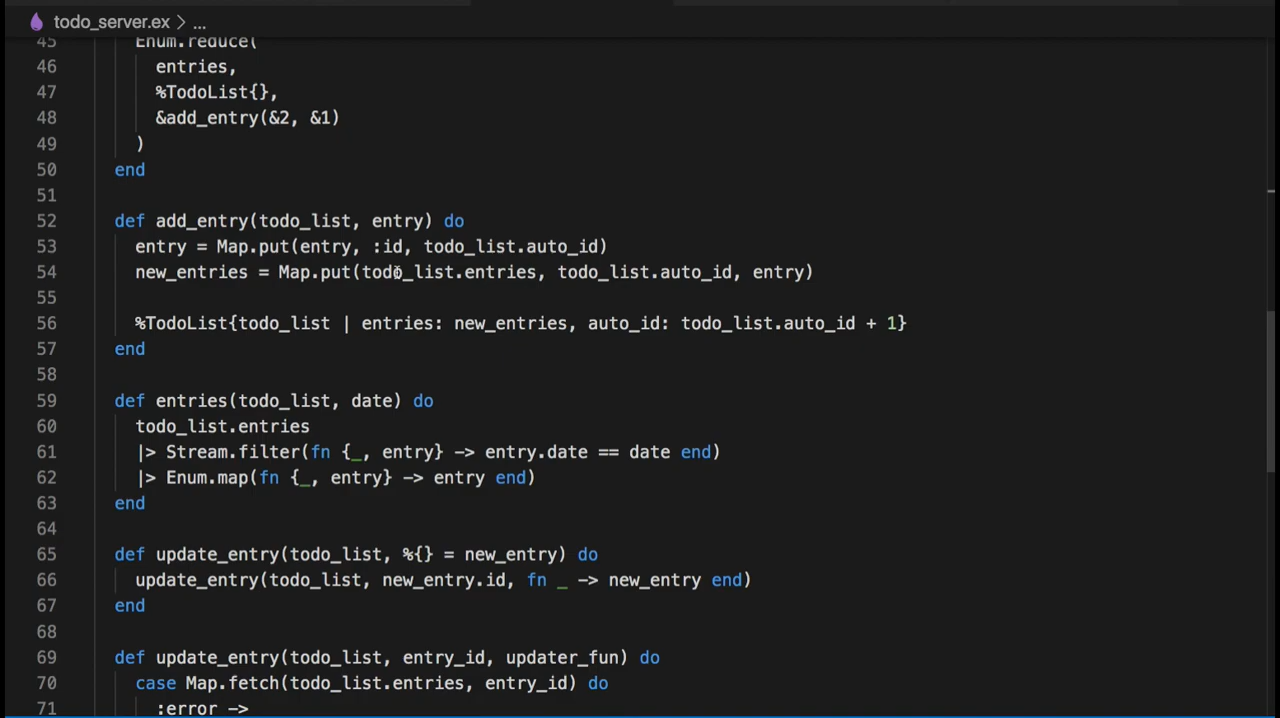 todo_server.ex > ...
45 Enum.reduce(
46 entries,
47 %TodoList{},
48 &add_entry(&2, &1)
49 )
50 end
51
52 def add_entry(todo_list, entry) do
53 entry = Map.put(entry, :id, todo_list.auto_id)
54 new_entries = Map.put(todo_list.entries, todo_list.auto_id, entry)
55
56 %TodoList{todo_list | entries: new_entries, auto_id: todo_list.auto_id + 1}
57 end
58
59 def entries(todo_list, date) do
60 todo_list.entries
61 |> Stream.filter(fn {_, entry} -> entry.date == date end)
62 |> Enum.map(fn {_, entry} -> entry end)
63 end
64
65 def update_entry(todo_list, %{} = new_entry) do
66 update_entry(todo_list, new_entry.id, fn _ -> new_entry end)
67 end
68
69 def update_entry(todo_list, entry_id, updater_fun) do
70 case Map.fetch(todo_list.entries, entry_id) do
71 :error ->